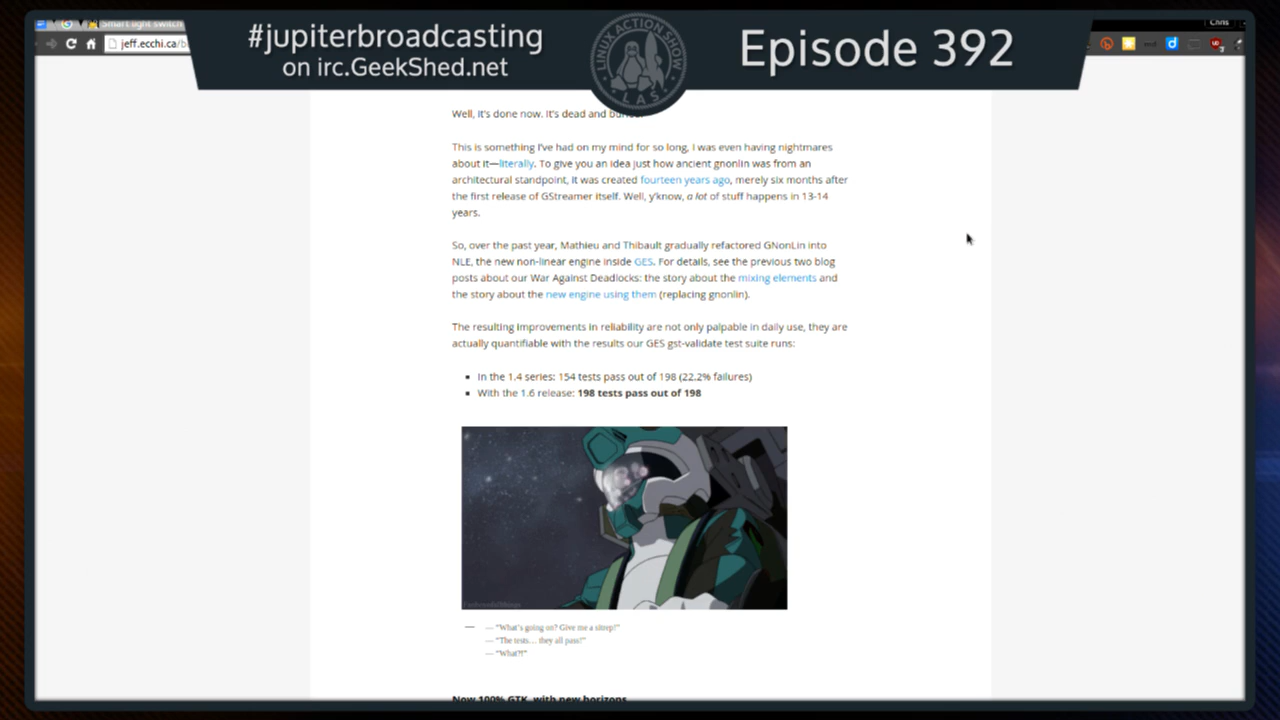 Smart light switch
Chris
jeff.ecchi.ca/b
#jupiterbroadcasting
on irc.GeekShed.net
LINUX ACTION SHOW
LAS
Episode 392
Well, it's done now. It's dead and
This is something I've had on my mind for so long, I was even having nightmares
about it—literally. To give you an idea just how ancient gnonlin was from an
architectural standpoint, it was created fourteen years ago, merely six months after
the first release of GStreamer itself. Well, y'know, a lot of stuff happens in 13-14
years.
So, over the past year, Mathieu and Thibault gradually refactored GNonLin into
NLE, the new non-linear engine inside GES. For details, see the previous two blog
posts about our War Against Deadlocks: the story about the mixing elements and
the story about the new engine using them (replacing gnonlin).
The resulting improvements in reliability are not only palpable in daily use, they are
actually quantifiable with the results our GES gst-validate test suite runs:
▪ In the 1.4 series: 154 tests pass out of 198 (22.2% failures)
▪ With the 1.6 release: 198 tests pass out of 198
— — "What's going on? Give me a sitrep!"
— "The tests… they all pass!"
— "What?!"
Now 100% GTK, with new horizons